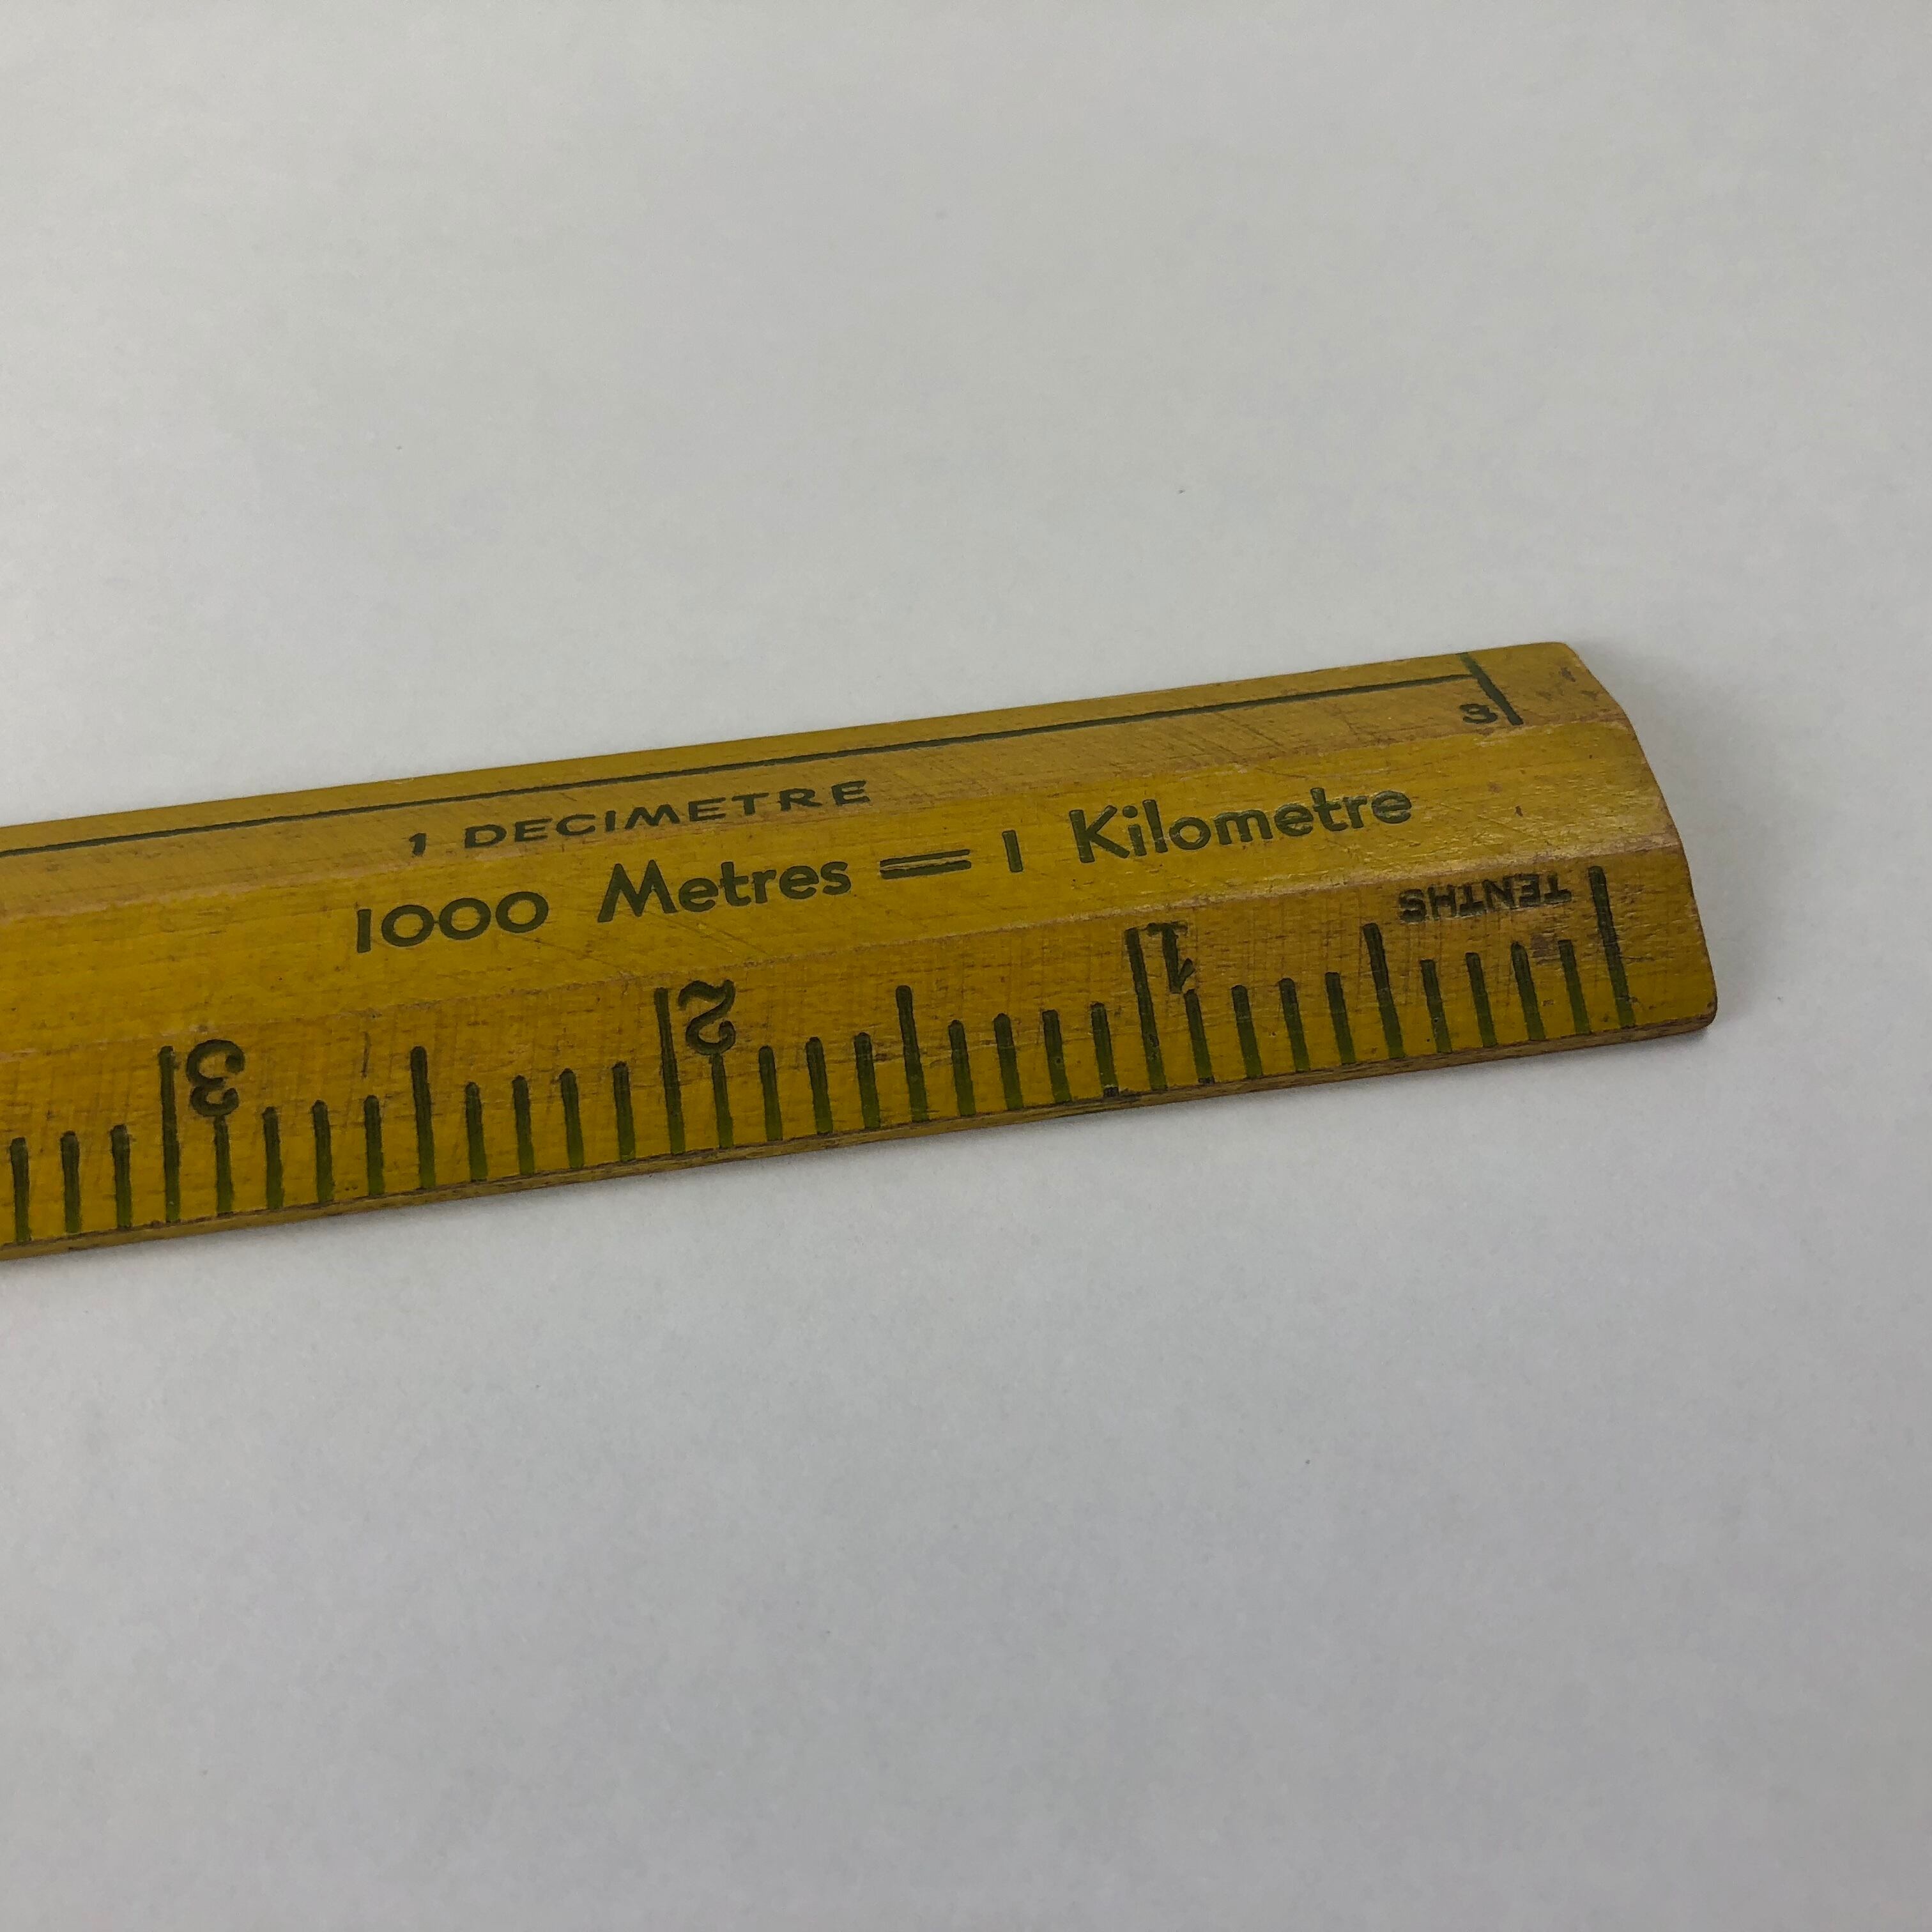 3
1 DECIMETRE
1000 Metres = 1 Kilometre
TENTHS
1 2 3